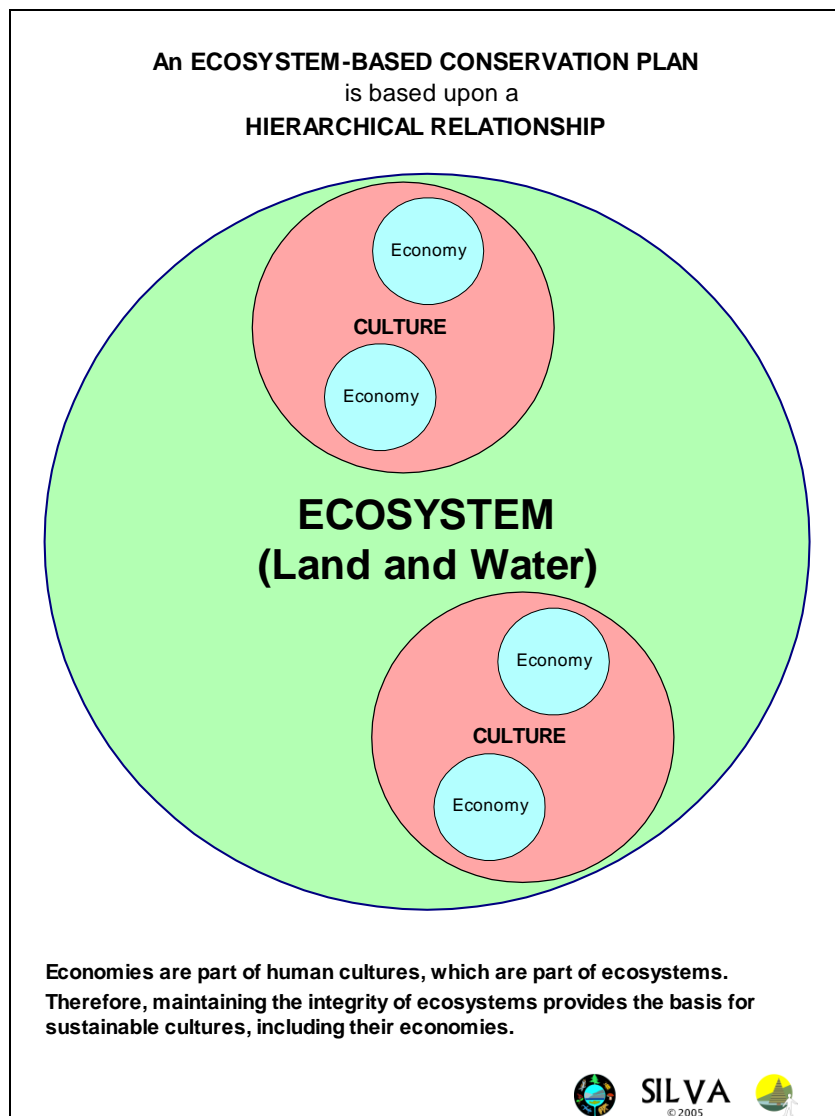 An ECOSYSTEM-BASED CONSERVATION PLAN
is based upon a
HIERARCHICAL RELATIONSHIP
Economy
CULTURE
Economy
ECOSYSTEM
(Land and Water)
Economy
CULTURE
Economy
Economies are part of human cultures, which are part of ecosystems.
Therefore, maintaining the integrity of ecosystems provides the basis for
sustainable cultures, including their economies.
SILVA
©2005